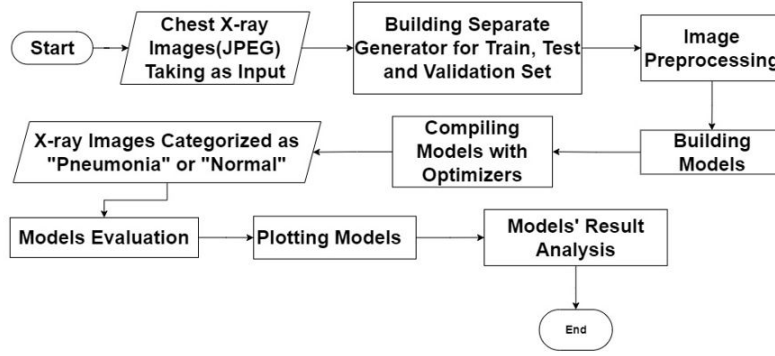 Start
Chest X-ray
Images(JPEG)
Taking as Input
Building Separate
Generator for Train, Test
and Validation Set
Image
Preprocessing
Building
Models
Compiling
Models with
Optimizers
X-ray Images Categorized as
"Pneumonia" or "Normal"
Models Evaluation
Plotting Models
Models' Result
Analysis
End